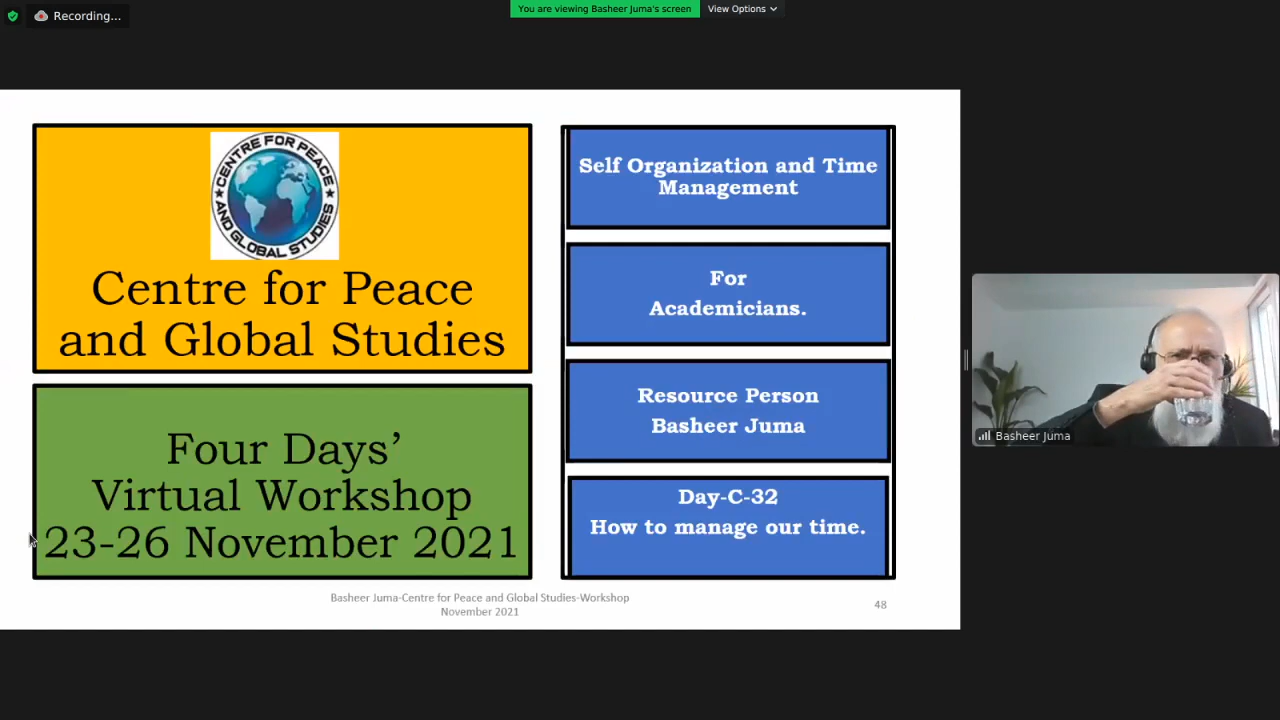 Recording...
You are viewing Basheer Juma's screen
View Options
CENTRE FOR PEACE
AND GLOBAL STUDIES
Centre for Peace
and Global Studies
Four Days’
Virtual Workshop
23-26 November 2021
Self Organization and Time
Management
For
Academicians.
Resource Person
Basheer Juma
Day-C-32
How to manage our time.
Basheer Juma-Centre for Peace and Global Studies-Workshop
November 2021
48
Basheer Juma